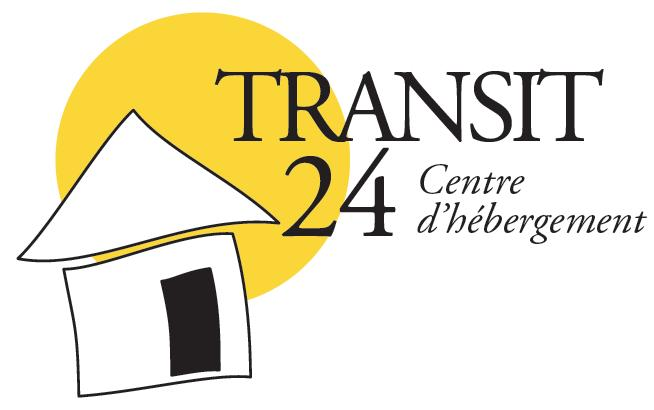 TRANSIT
24
Centre
d'hébergement